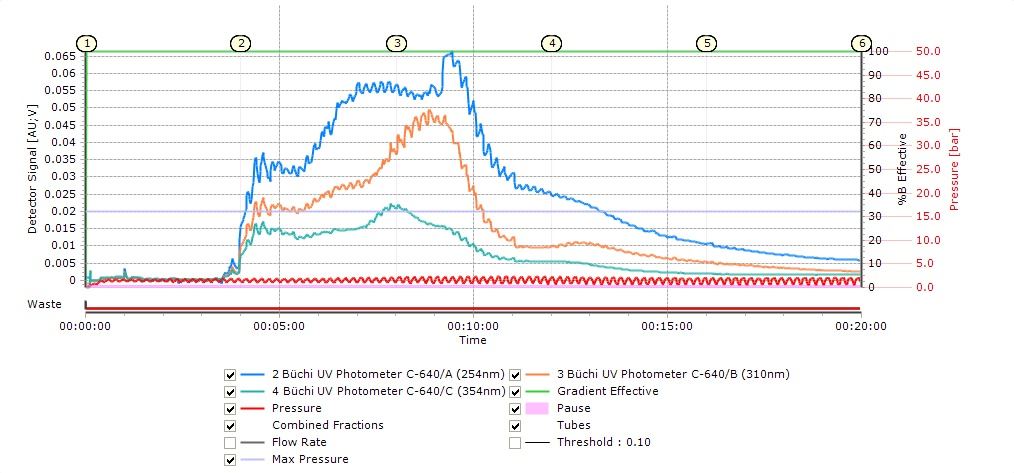 1 2 3 4 5 6
0.065 100 50.0
0.06 90 45.0
0.055 80 40.0
0.05 70 35.0
0.045 60 30.0
0.04 50 25.0
0.035 40 20.0
0.03 30 15.0
0.025 20 10.0
0.02 10 5.0
0.015 0 0.0
0.01
0.005
0
Detector Signal [AU; V]
%B Effective
Pressure [bar]
Waste
00:00:00 00:05:00 00:10:00 00:15:00 00:20:00
Time
2 Büchi UV Photometer C-640/A (254nm) 3 Büchi UV Photometer C-640/B (310nm)
4 Büchi UV Photometer C-640/C (354nm) Gradient Effective
Pressure Pause
Combined Fractions Tubes
Flow Rate Threshold : 0.10
Max Pressure